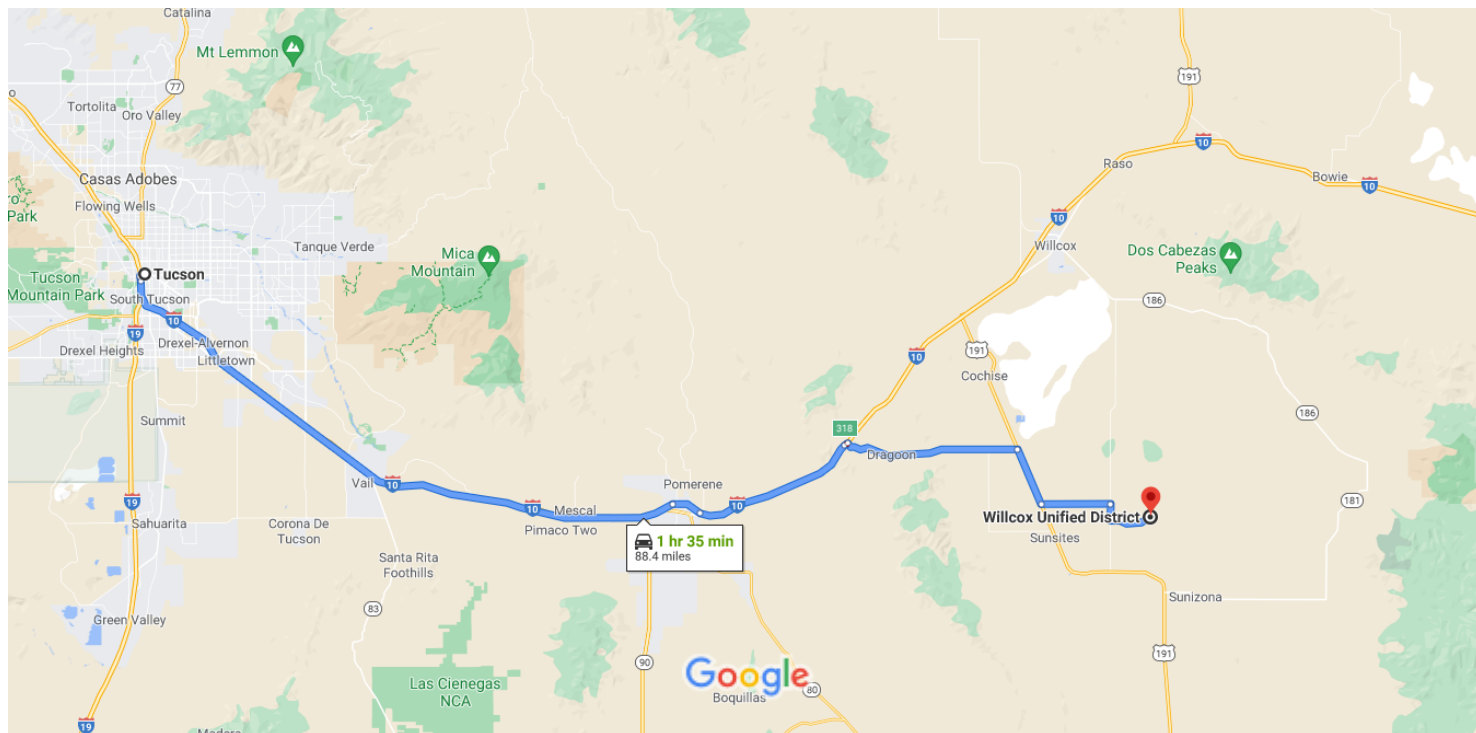 Catalina
Mt Lemmon
77
191
Tortolita
Oro Valley
10
Raso
Casas Adobes
Bowie
10
Flowing Wells
Park
10
Tanque Verde
Willcox
Mica
Mountain
Dos Cabezas
Peaks
Tucson
Tucson
Mountain Park
South Tucson
186
10
19
Drexel-Alvernon
Drexel Heights
Littletown
191
10
Cochise
Summit
186
318
Dragoon
Vail
10
Pomerene
19
10
Mescal
10
181
Sahuarita
Corona De
Tucson
Pimaco Two
Willcox Unified District
Sunsites
1 hr 35 min
88.4 miles
Santa Rita
Foothills
Green Valley
83
Sunizona
90
191
Google
Las Cienegas
NCA
80
Boquillas
19